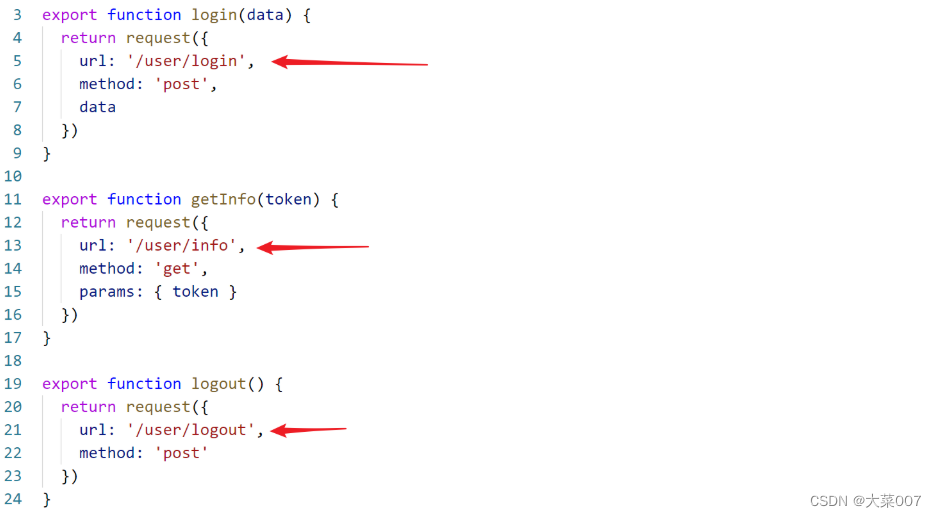 3 export function login(data) {
4 return request({
5 url: '/user/login',
6 method: 'post',
7 data
8 })
9 }
10
11 export function getInfo(token) {
12 return request({
13 url: '/user/info',
14 method: 'get',
15 params: { token }
16 })
17 }
18
19 export function logout() {
20 return request({
21 url: '/user/logout',
22 method: 'post'
23 })
24 }
CSDN @大菜007